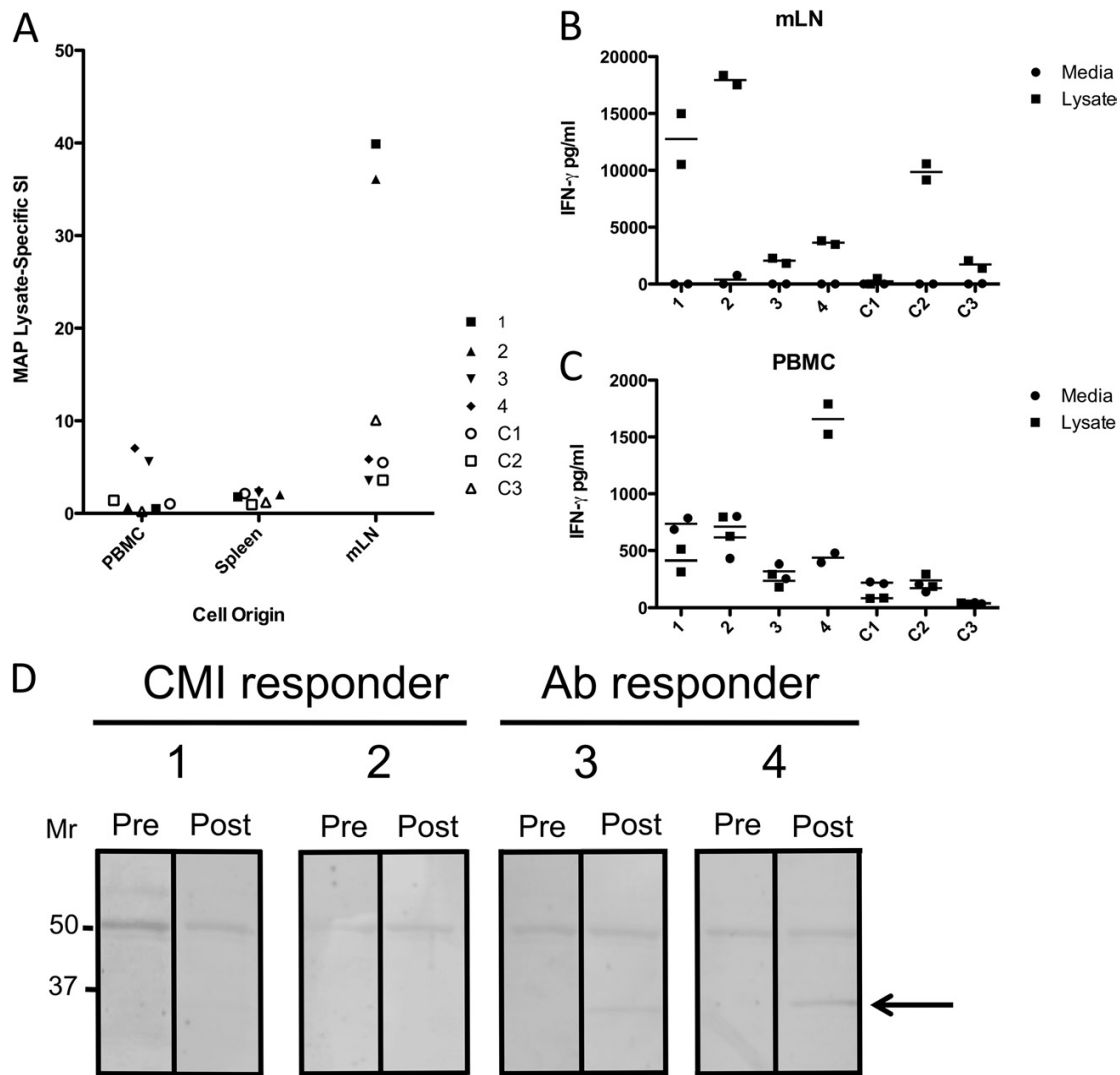 A
MAP Lysate-Specific SI
50
40
30
20
10
0
PBMC
Spleen
mLN
Cell Origin
1
2
3
4
C1
C2
C3
B
mLN
IFN-γ pg/ml
20000
15000
10000
5000
0
1 2 3 4 C1 C2 C3
Media
Lysate
C
PBMC
IFN-γ pg/ml
2000
1500
1000
500
0
1 2 3 4 C1 C2 C3
Media
Lysate
D
CMI responder Ab responder
1 2 3 4
Mr Pre Post Pre Post Pre Post Pre Post
50
37